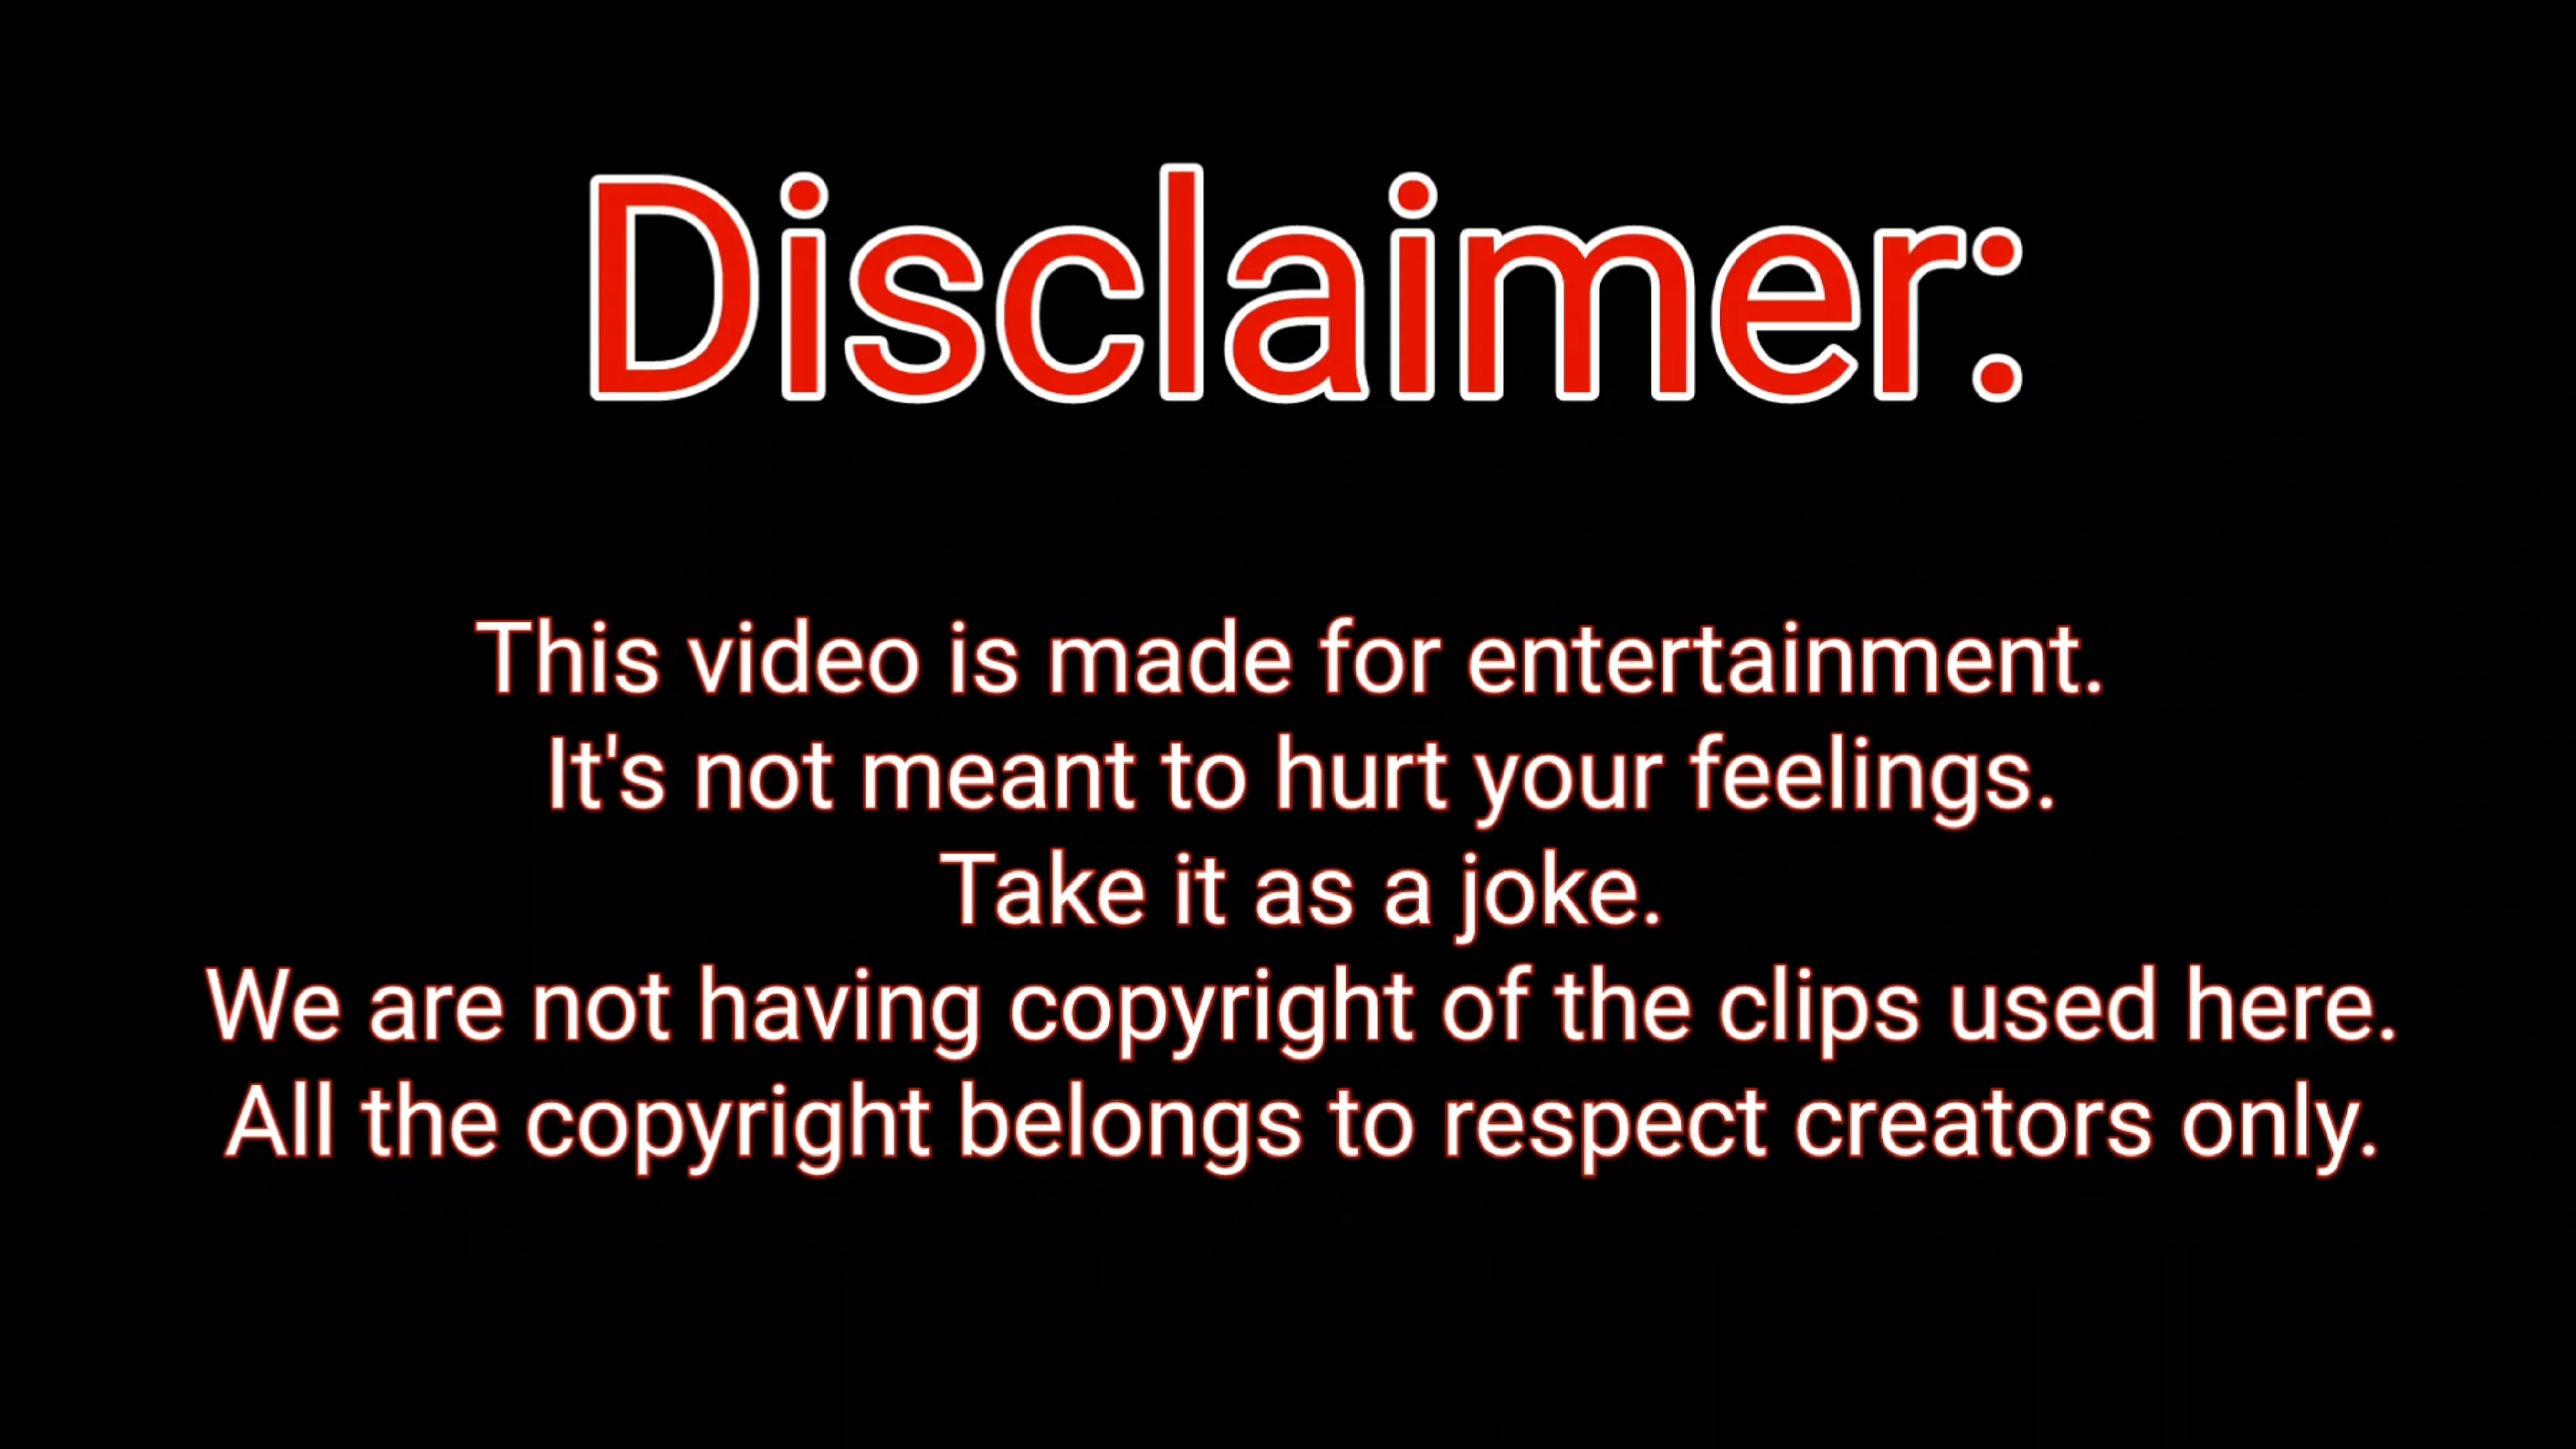 Disclaimer:
This video is made for entertainment.
It's not meant to hurt your feelings.
Take it as a joke.
We are not having copyright of the clips used here.
All the copyright belongs to respect creators only.